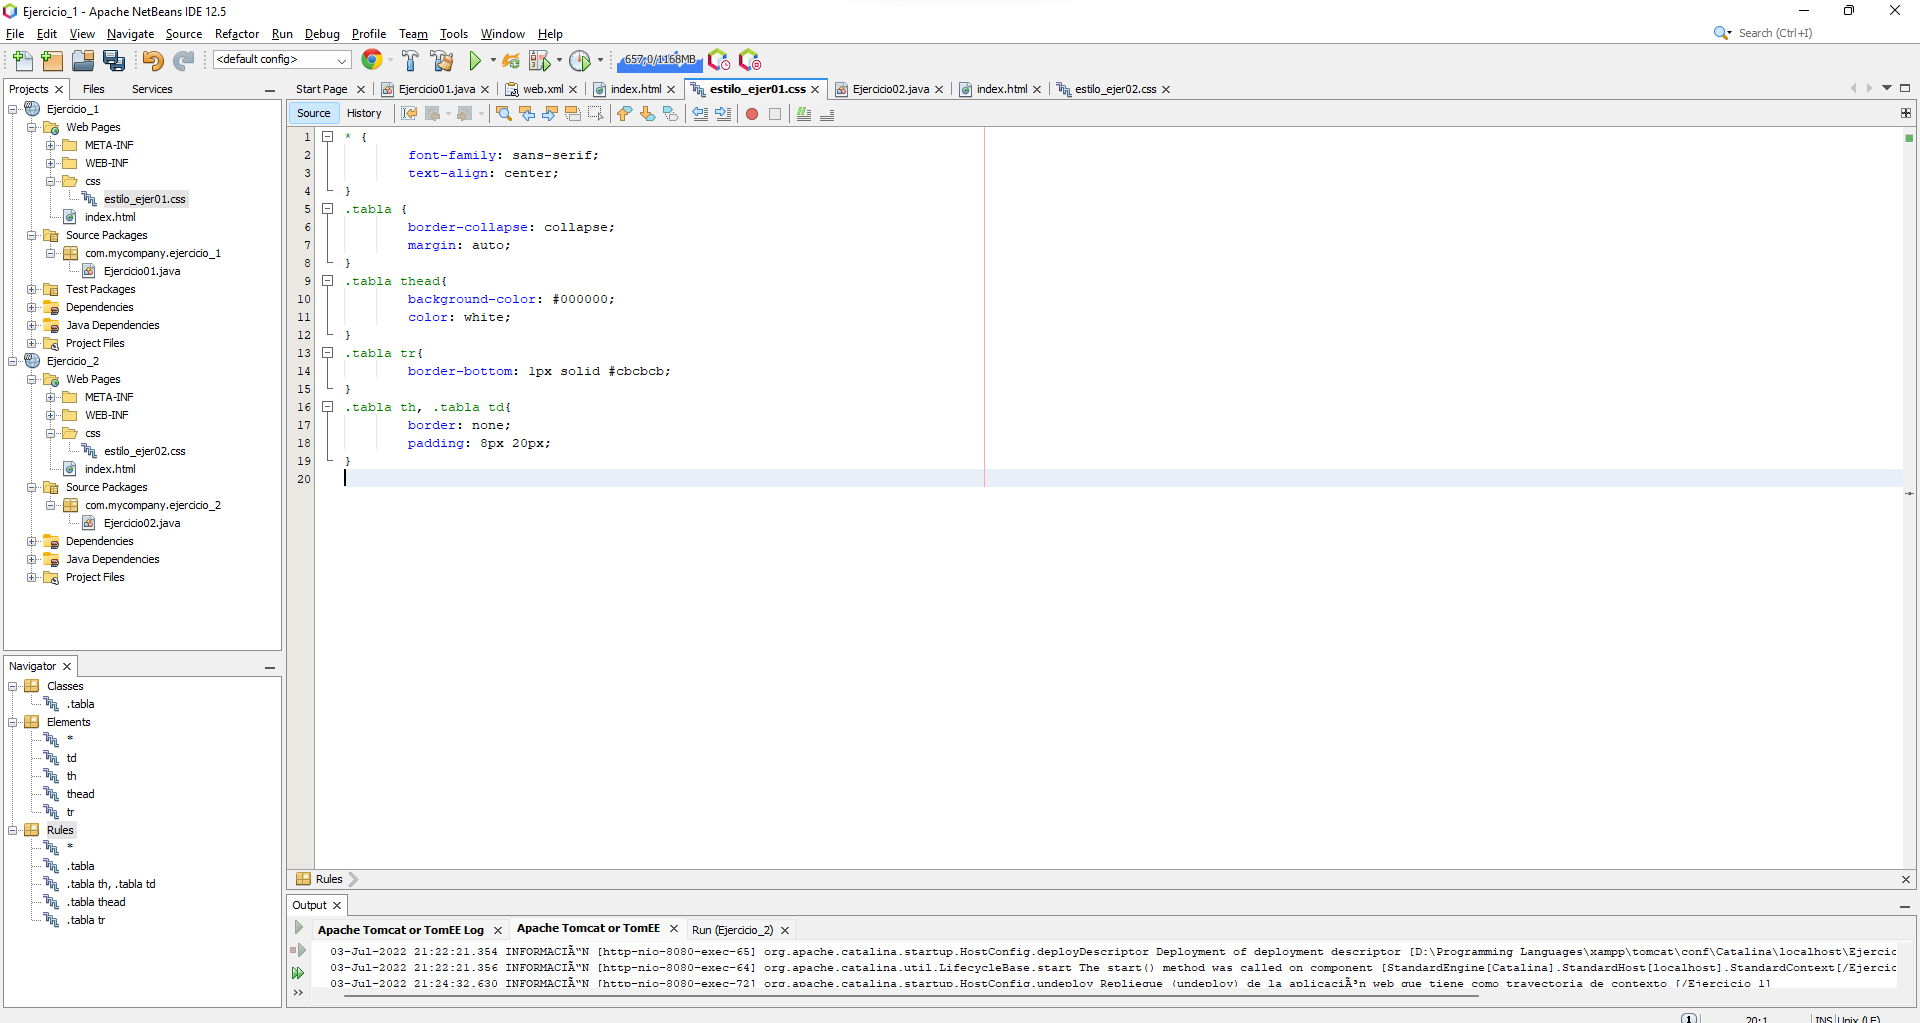 Ejercicio_1 - Apache NetBeans IDE 12.5
File Edit View Navigate Source Refactor Run Debug Profile Team Tools Window Help
Search (Ctrl+I)
<default config>
657,0/1168MB
Projects Files Services
Start Page Ejercicio01.java web.xml index.html estilo_ejer01.css Ejercicio02.java index.html estilo_ejer02.css
Source History
Ejercicio_1
Web Pages
META-INF
WEB-INF
css
estilo_ejer01.css
index.html
Source Packages
com.mycompany.ejercicio_1
Ejercicio01.java
Test Packages
Dependencies
Java Dependencies
Project Files
Ejercicio_2
Web Pages
META-INF
WEB-INF
css
estilo_ejer02.css
index.html
Source Packages
com.mycompany.ejercicio_2
Ejercicio02.java
Dependencies
Java Dependencies
Project Files
1 * {
2 font-family: sans-serif;
3 text-align: center;
4 }
5 .tabla {
6 border-collapse: collapse;
7 margin: auto;
8 }
9 .tabla thead{
10 background-color: #000000;
11 color: white;
12 }
13 .tabla tr{
14 border-bottom: 1px solid #cbcbcb;
15 }
16 .tabla th, .tabla td{
17 border: none;
18 padding: 8px 20px;
19 }
20
Navigator
Classes
.tabla
Elements
*
td
th
thead
tr
Rules
*
.tabla
.tabla th, .tabla td
.tabla thead
.tabla tr
Rules
Output
Apache Tomcat or TomEE Log Apache Tomcat or TomEE Run (Ejercicio_2)
03-Jul-2022 21:22:21.354 INFORMACIÃ“N [http-nio-8080-exec-65] org.apache.catalina.startup.HostConfig.deployDescriptor Deployment of deployment descriptor [D:\Programming Languages\xampp\tomcat\conf\Catalina\localhost\Ejercic
03-Jul-2022 21:22:21.356 INFORMACIÃ“N [http-nio-8080-exec-64] org.apache.catalina.util.LifecycleBase.start The start() method was called on component [StandardEngine[Catalina].StandardHost[localhost].StandardContext[/Ejercic
03-Jul-2022 21:24:32.630 INFORMACIÃ“N [http-nio-8080-exec-72] org.apache.catalina.startup.HostConfig.undeploy Repliegue (undeploy) de la aplicaciÃ³n web que tiene como trayectoria de contexto [/Ejercicio_1]
1 20:1 INS Unix (LF)